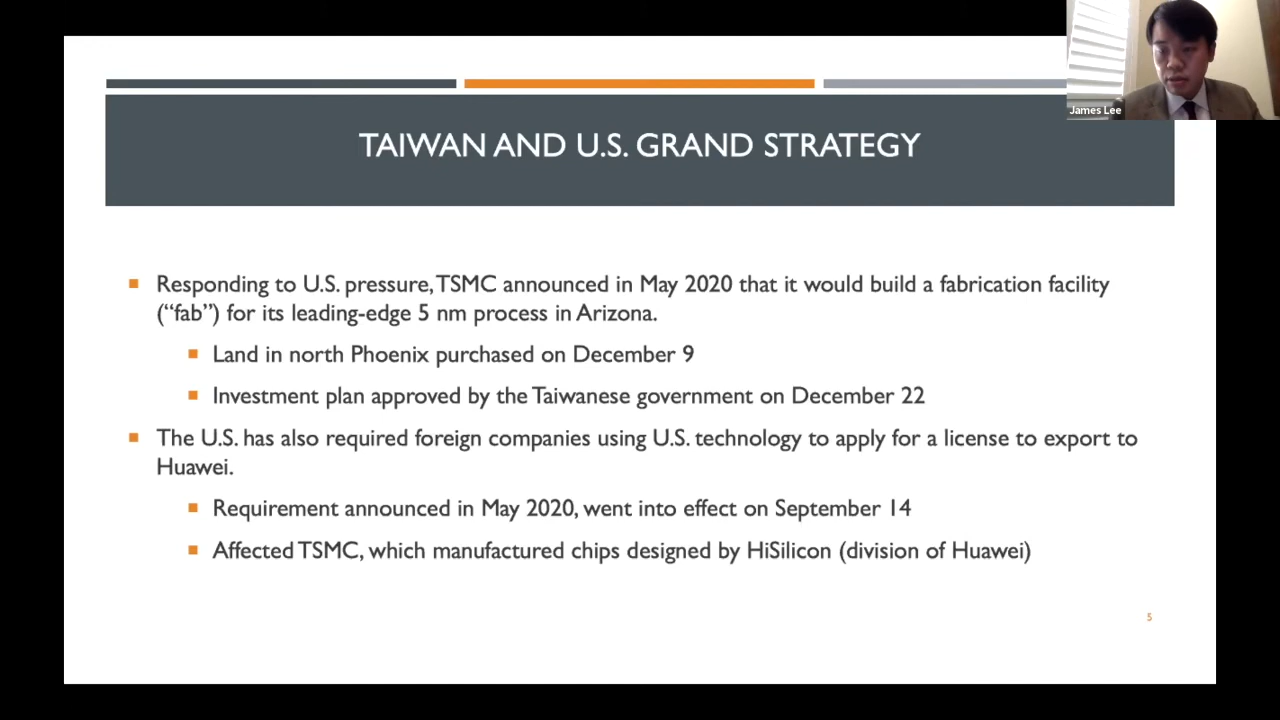 James Lee
TAIWAN AND U.S. GRAND STRATEGY
Responding to U.S. pressure, TSMC announced in May 2020 that it would build a fabrication facility
(“fab”) for its leading-edge 5 nm process in Arizona.
Land in north Phoenix purchased on December 9
Investment plan approved by the Taiwanese government on December 22
The U.S. has also required foreign companies using U.S. technology to apply for a license to export to
Huawei.
Requirement announced in May 2020, went into effect on September 14
Affected TSMC, which manufactured chips designed by HiSilicon (division of Huawei)
5